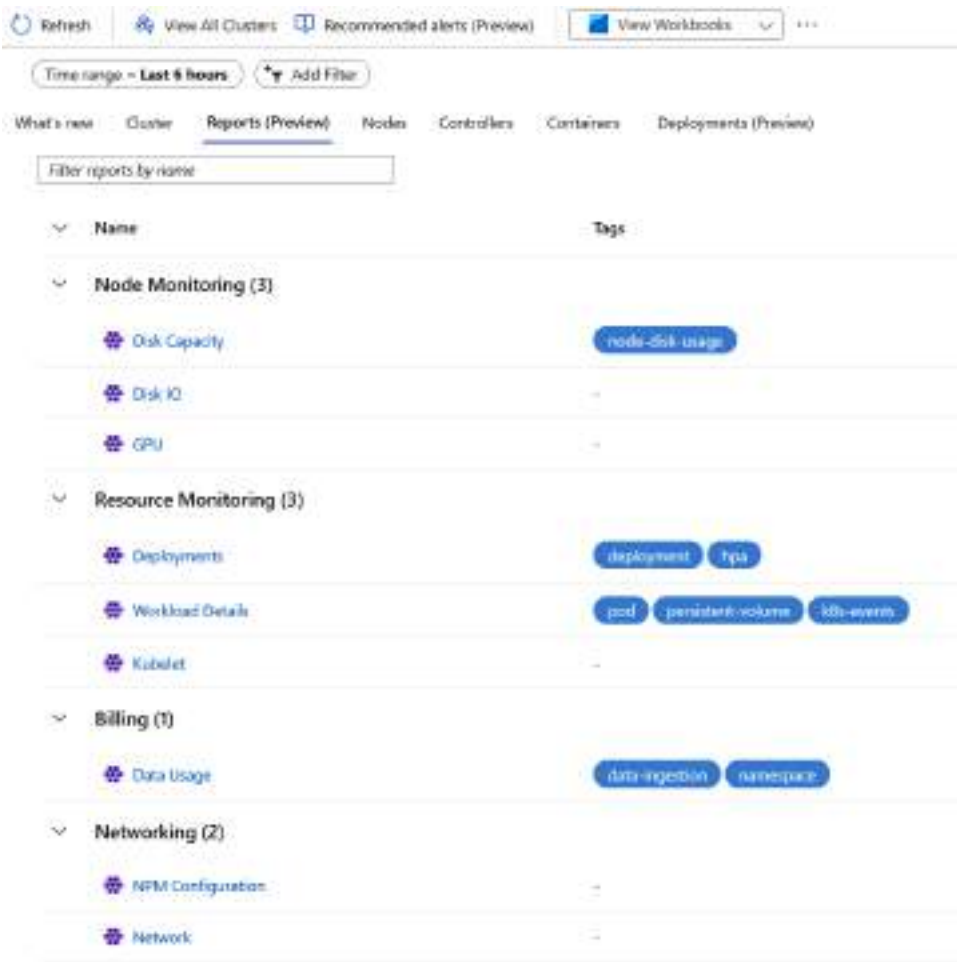 Refresh View All Clusters Recommended alerts (Preview) View Workbooks ...
Time range = Last 6 hours Add Filter
What's new Cluster Reports (Preview) Nodes Controllers Containers Deployments (Preview)
Filter reports by name
Name Tags
Node Monitoring (3)
Disk Capacity node-disk-usage
Disk IO -
GPU -
Resource Monitoring (3)
Deployments deployment hpa
Workload Details pod persistent-volume k8s-events
Kubelet -
Billing (1)
Data Usage data-ingestion namespace
Networking (2)
NPM Configuration -
Network -